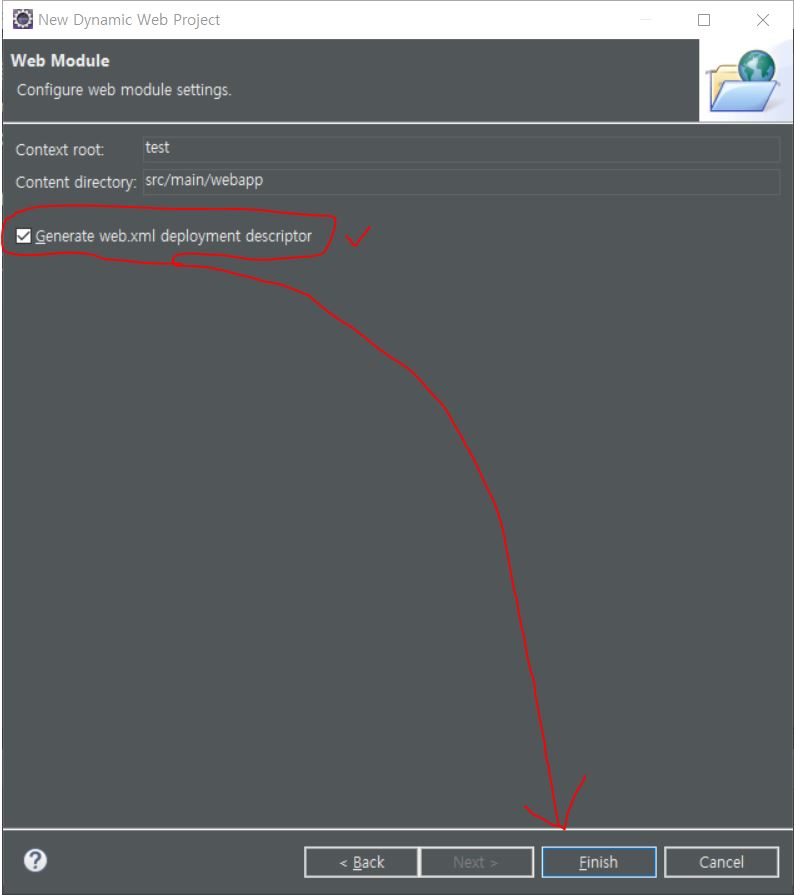 New Dynamic Web Project
Web Module
Configure web module settings.
Context root: test
Content directory: src/main/webapp
Generate web.xml deployment descriptor
?
< Back Next > Finish Cancel